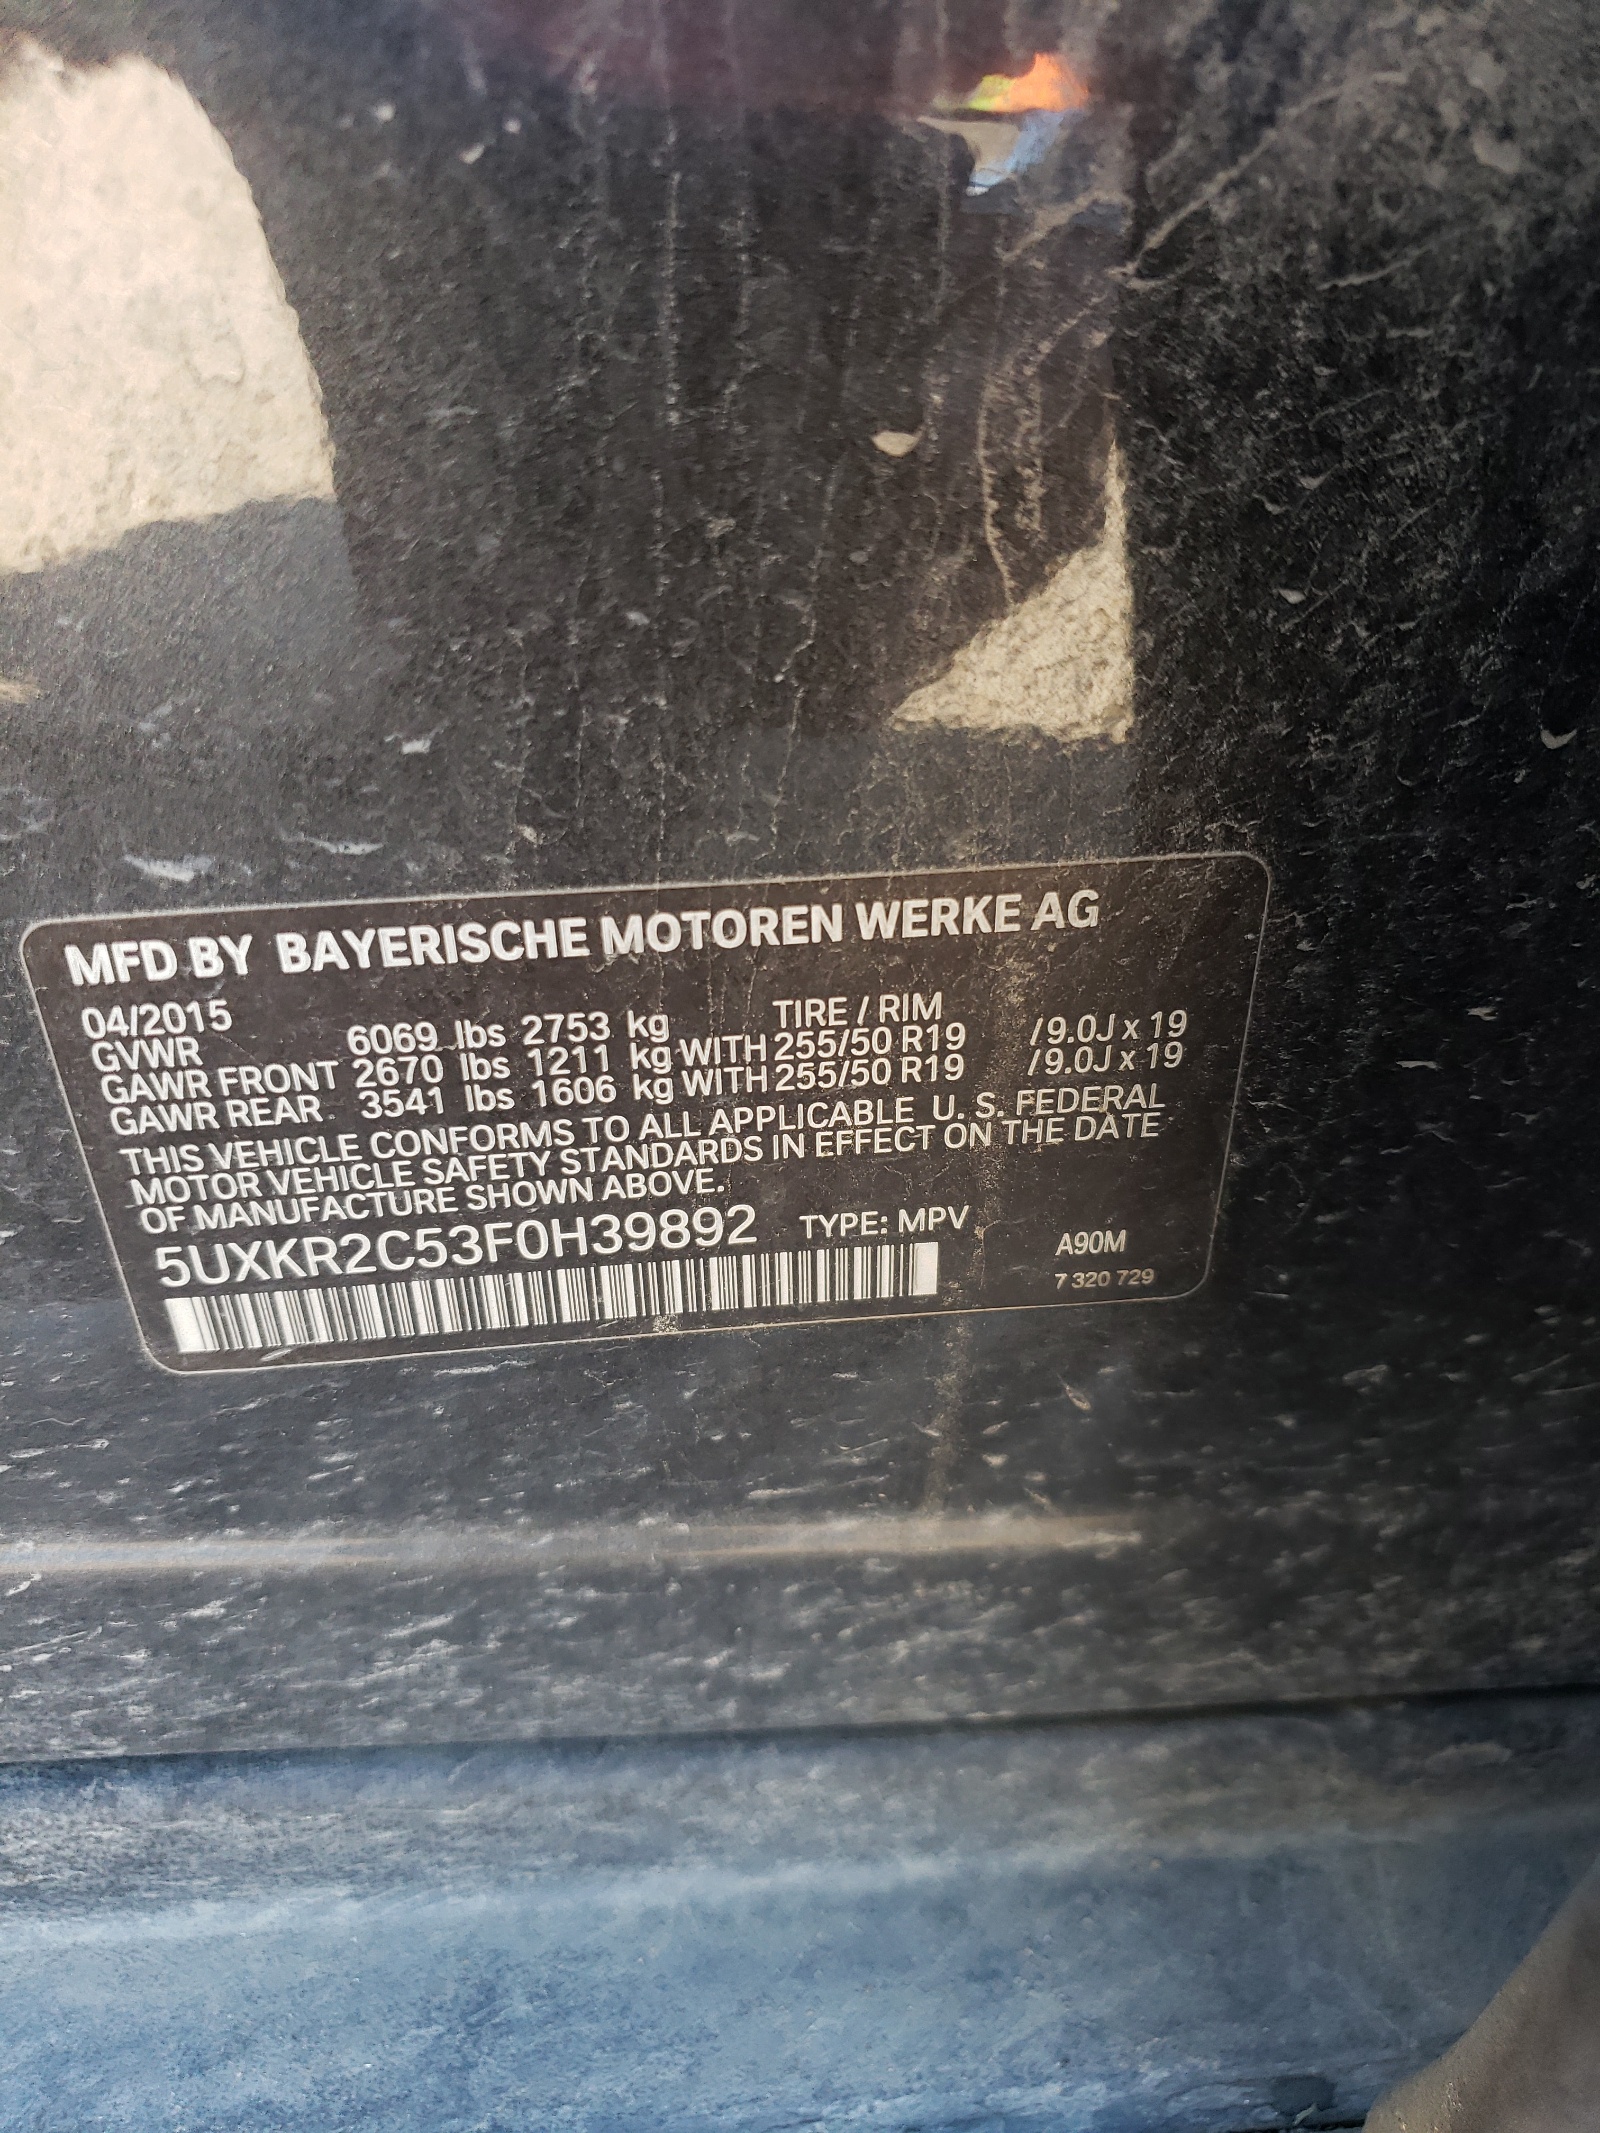 MFD BY BAYERISCHE MOTOREN WERKE AG
04/2015 TIRE / RIM
GVWR 6069 lbs 2753 kg
GAWR FRONT 2670 lbs 1211 kg WITH 255/50 R19 /9.0J x 19
GAWR REAR 3541 lbs 1606 kg WITH 255/50 R19 /9.0J x 19
THIS VEHICLE CONFORMS TO ALL APPLICABLE U. S. FEDERAL
MOTOR VEHICLE SAFETY STANDARDS IN EFFECT ON THE DATE
OF MANUFACTURE SHOWN ABOVE.
5UXKR2C53F0H39892 TYPE: MPV
A90M
7 320 729